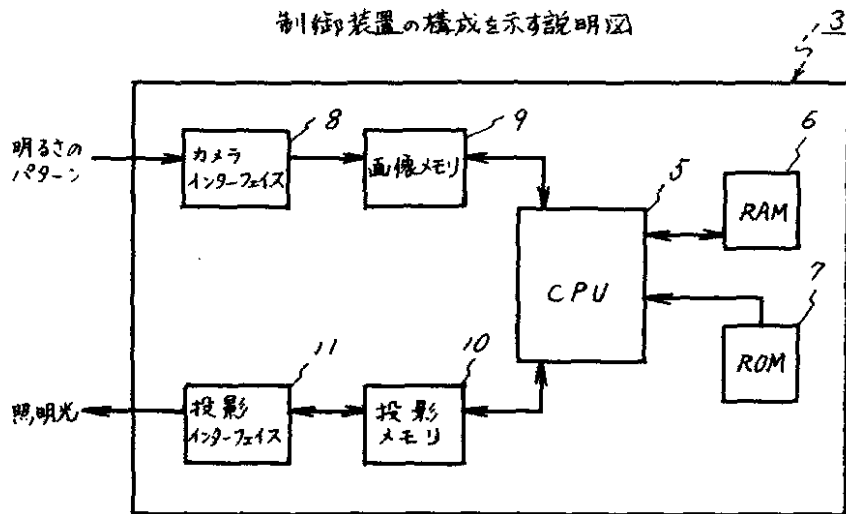 制御装置の構成を示す説明図
3
8
9
明るさの
パターン
カメラ
インターフェイス
画像メモリ
5
6
RAM
CPU
7
ROM
11
10
照明光
投影
インターフェイス
投影
メモリ